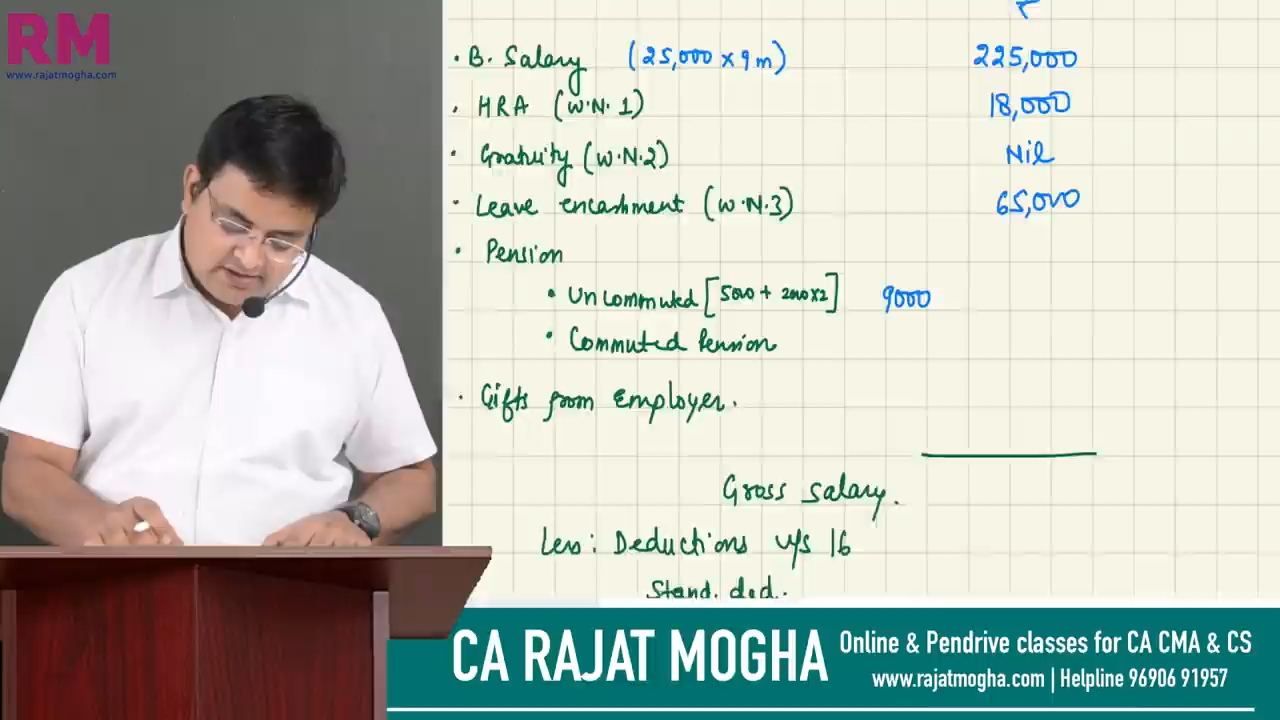 RM
www.rajatmogha.com
₹
• B. Salary (25,000 x 9 m) 225,000
• HRA (W.N. 1) 18,000
• Gratuity (W.N.2) Nil
• Leave encashment (W.N.3) 65,000
• Pension
• Uncommuted [5000 + 2000x2] 9000
• Commuted Pension
• Gifts from Employer.
Gross salary.
Less: Deductions u/s 16
Stand. ded.
CA RAJAT MOGHA
Online & Pendrive classes for CA CMA & CS
www.rajatmogha.com | Helpline 96906 91957